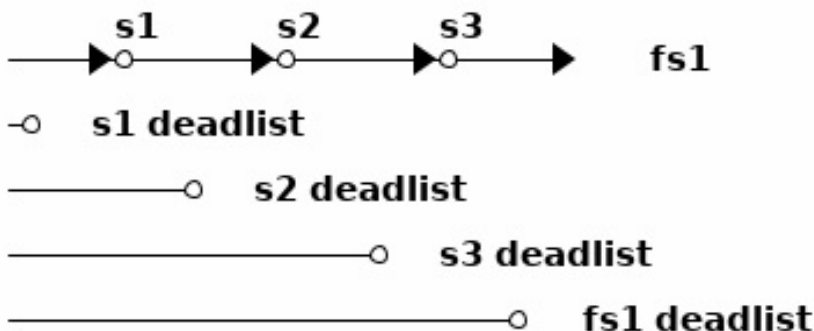 s1 s2 s3
fs1
s1 deadlist
s2 deadlist
s3 deadlist
fs1 deadlist